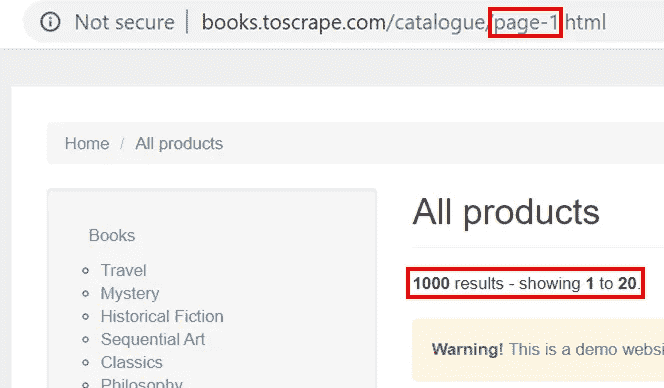 Not secure | books.toscrape.com/catalogue/page-1.html
Home / All products
All products
Books
Travel
Mystery
Historical Fiction
Sequential Art
Classics
Philosophy
1000 results - showing 1 to 20.
Warning! This is a demo websi